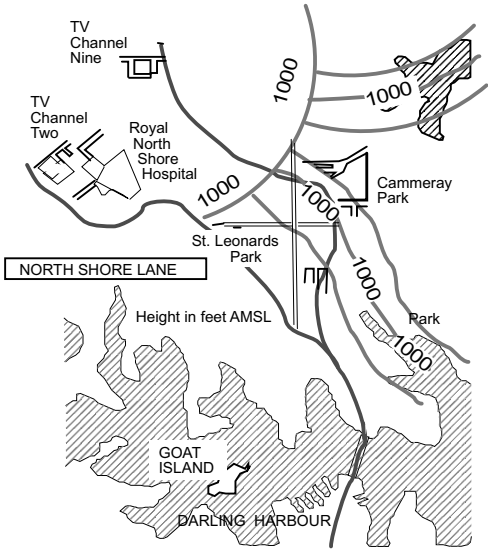 TV
Channel
Nine
1000
1000
TV
Channel
Two
Royal
North
Shore
Hospital
1000
1000
Cammeray
Park
St. Leonards
Park
NORTH SHORE LANE
1000
Height in feet AMSL
Park
1000
GOAT
ISLAND
DARLING HARBOUR